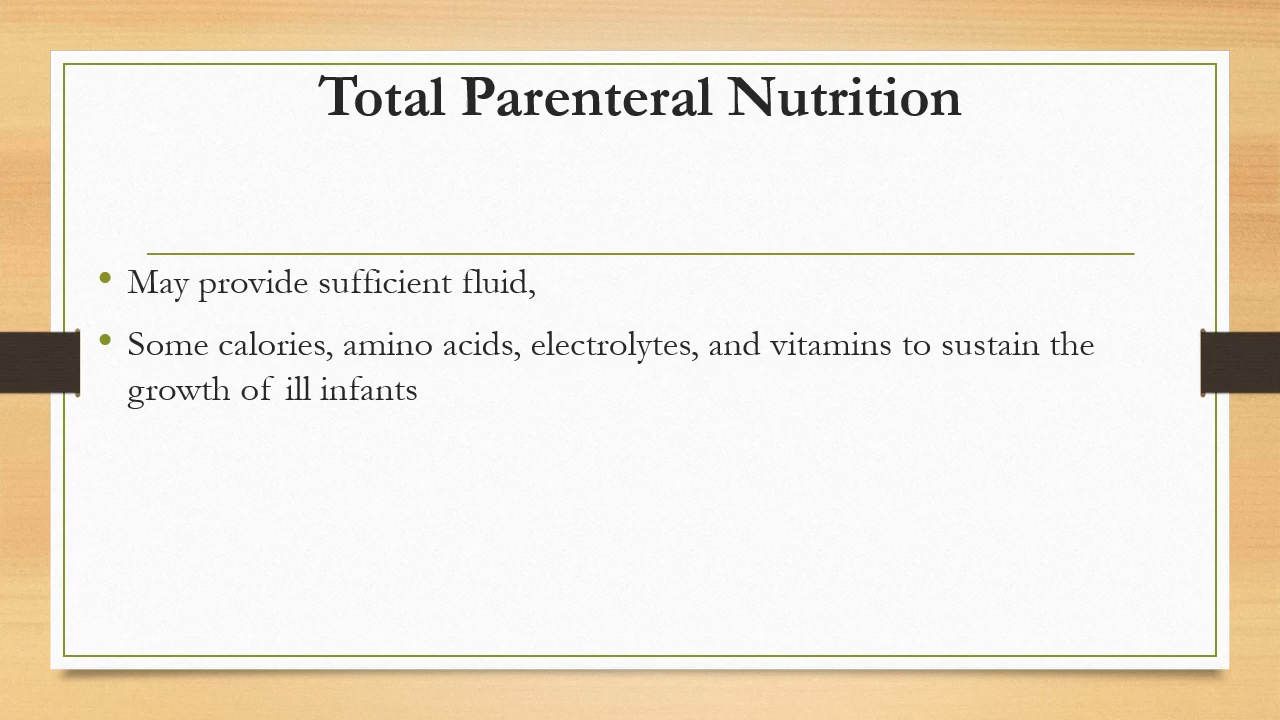 Total Parenteral Nutrition
• May provide sufficient fluid,
• Some calories, amino acids, electrolytes, and vitamins to sustain the
growth of ill infants